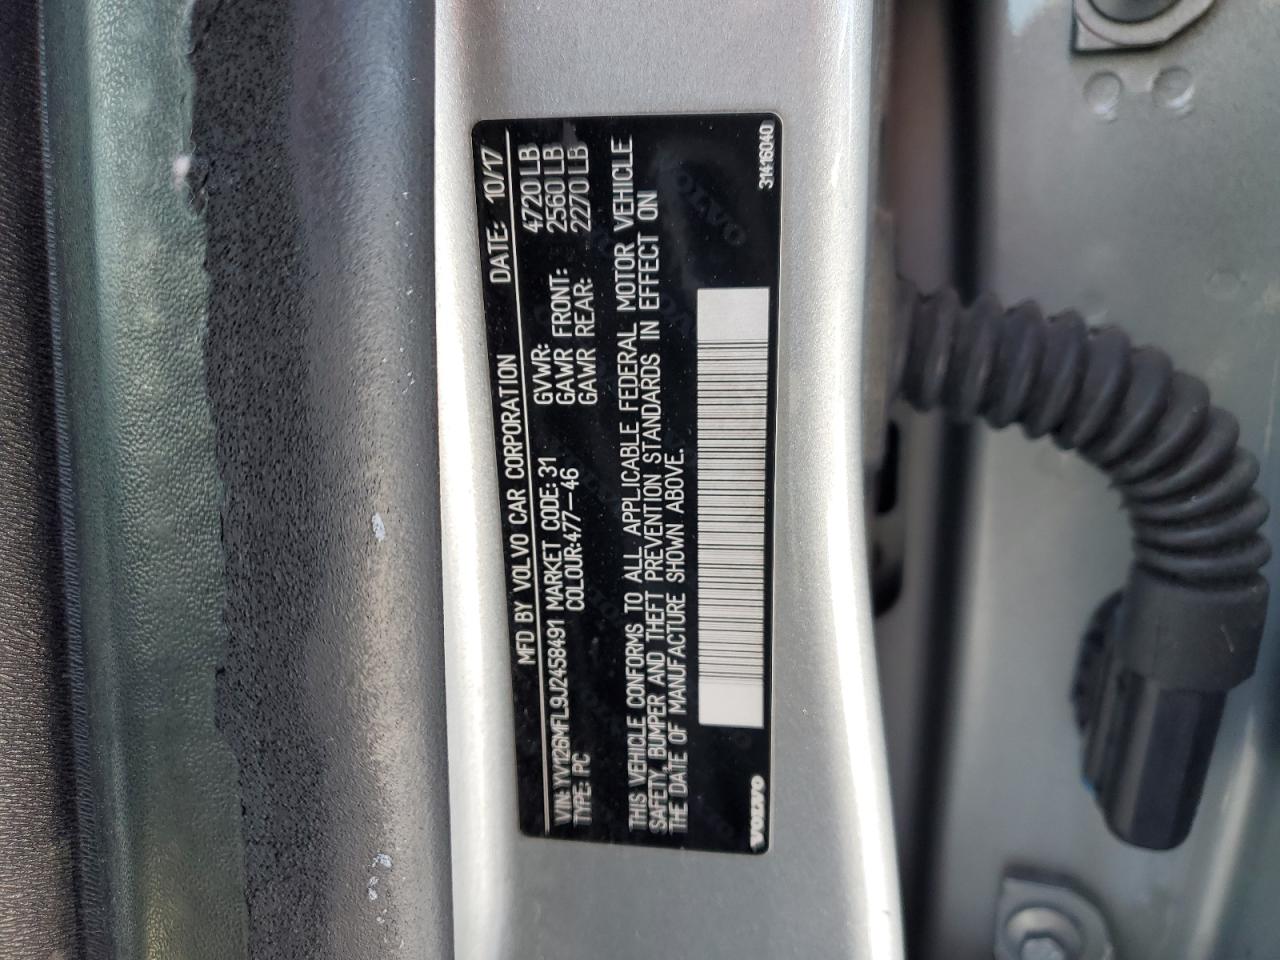 MFD BY VOLVO CAR CORPORATION DATE: 10/17
VIN: YV126MFL9J2458491 MARKET CODE: 31 GVWR: 4720 LB
TYPE: PC COLOUR:477-46 GAWR FRONT: 2560 LB
GAWR REAR: 2270 LB
THIS VEHICLE CONFORMS TO ALL APPLICABLE FEDERAL MOTOR VEHICLE
SAFETY, BUMPER AND THEFT PREVENTION STANDARDS IN EFFECT ON
THE DATE OF MANUFACTURE SHOWN ABOVE.
VOLVO 31416040